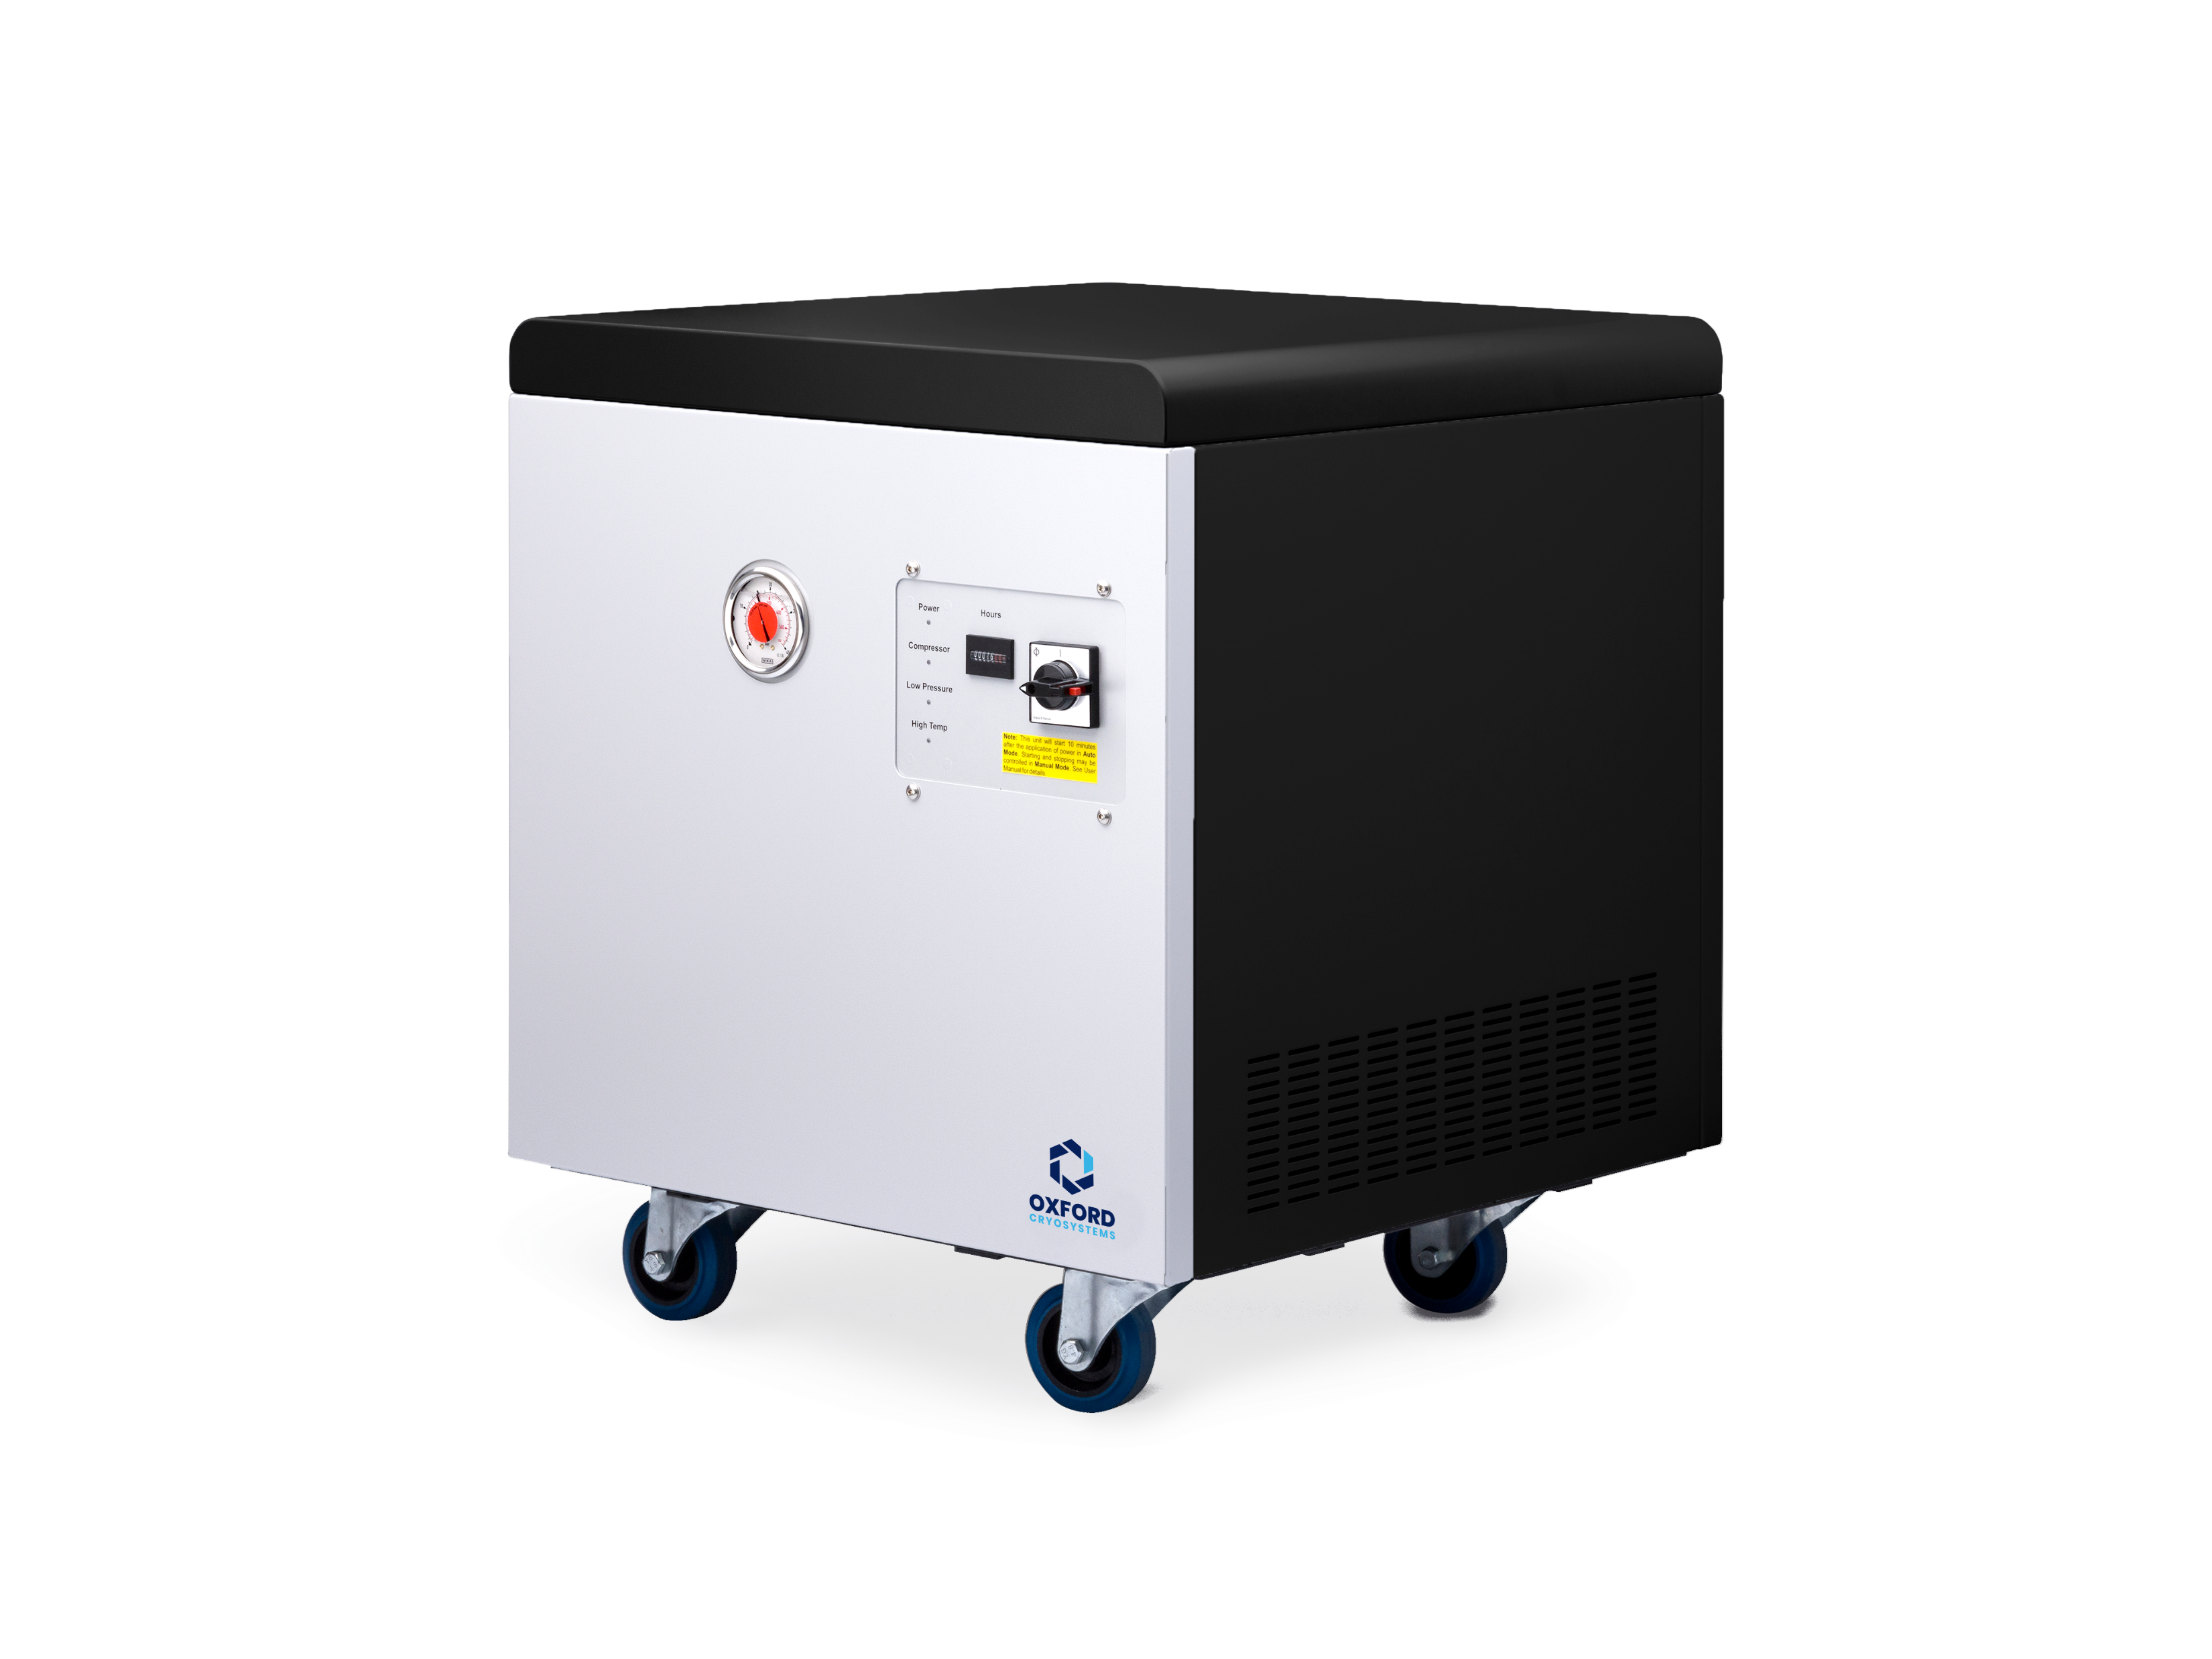 Power
Hours
Compressor
Low Pressure
High Temp
Note: This unit will start 10 minutes
after the application of power in Auto
Mode. Starting and stopping may be
controlled in Manual Mode. See User
Manual for details.
OXFORD
CRYOSYSTEMS